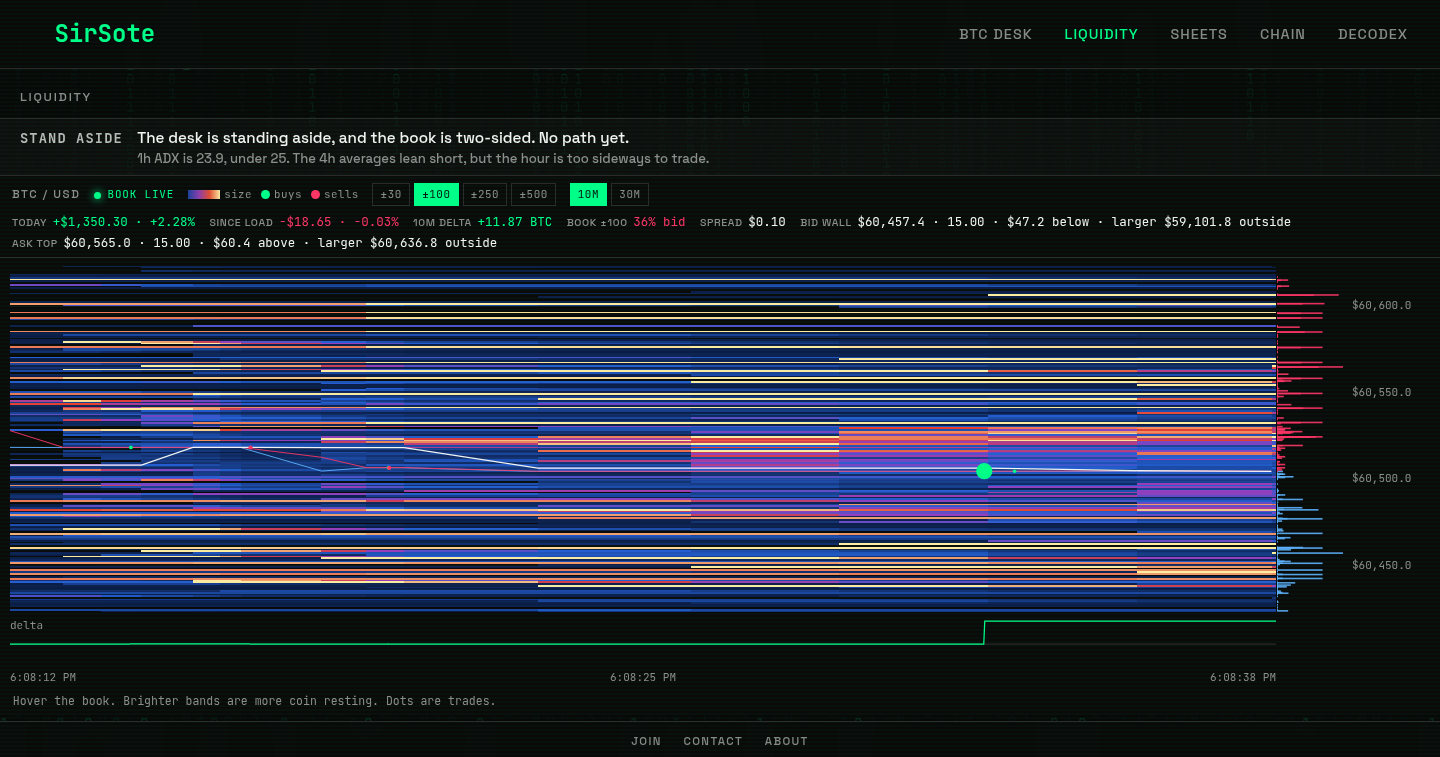 SirSote
BTC DESK LIQUIDITY SHEETS CHAIN DECODEX
LIQUIDITY
STAND ASIDE The desk is standing aside, and the book is two-sided. No path yet.
1h ADX is 23.9, under 25. The 4h averages lean short, but the hour is too sideways to trade.
BTC / USD BOOK LIVE size buys sells ±30 ±100 ±250 ±500 10M 30M
TODAY +$1,350.30 · +2.28% SINCE LOAD -$18.65 · -0.03% 10M DELTA +11.87 BTC BOOK ±100 36% bid SPREAD $0.10 BID WALL $60,457.4 · 15.00 · $47.2 below · larger $59,101.8 outside
ASK TOP $60,565.0 · 15.00 · $60.4 above · larger $60,636.8 outside
$60,600.0
$60,550.0
$60,500.0
$60,450.0
delta
6:08:12 PM 6:08:25 PM 6:08:38 PM
Hover the book. Brighter bands are more coin resting. Dots are trades.
JOIN CONTACT ABOUT